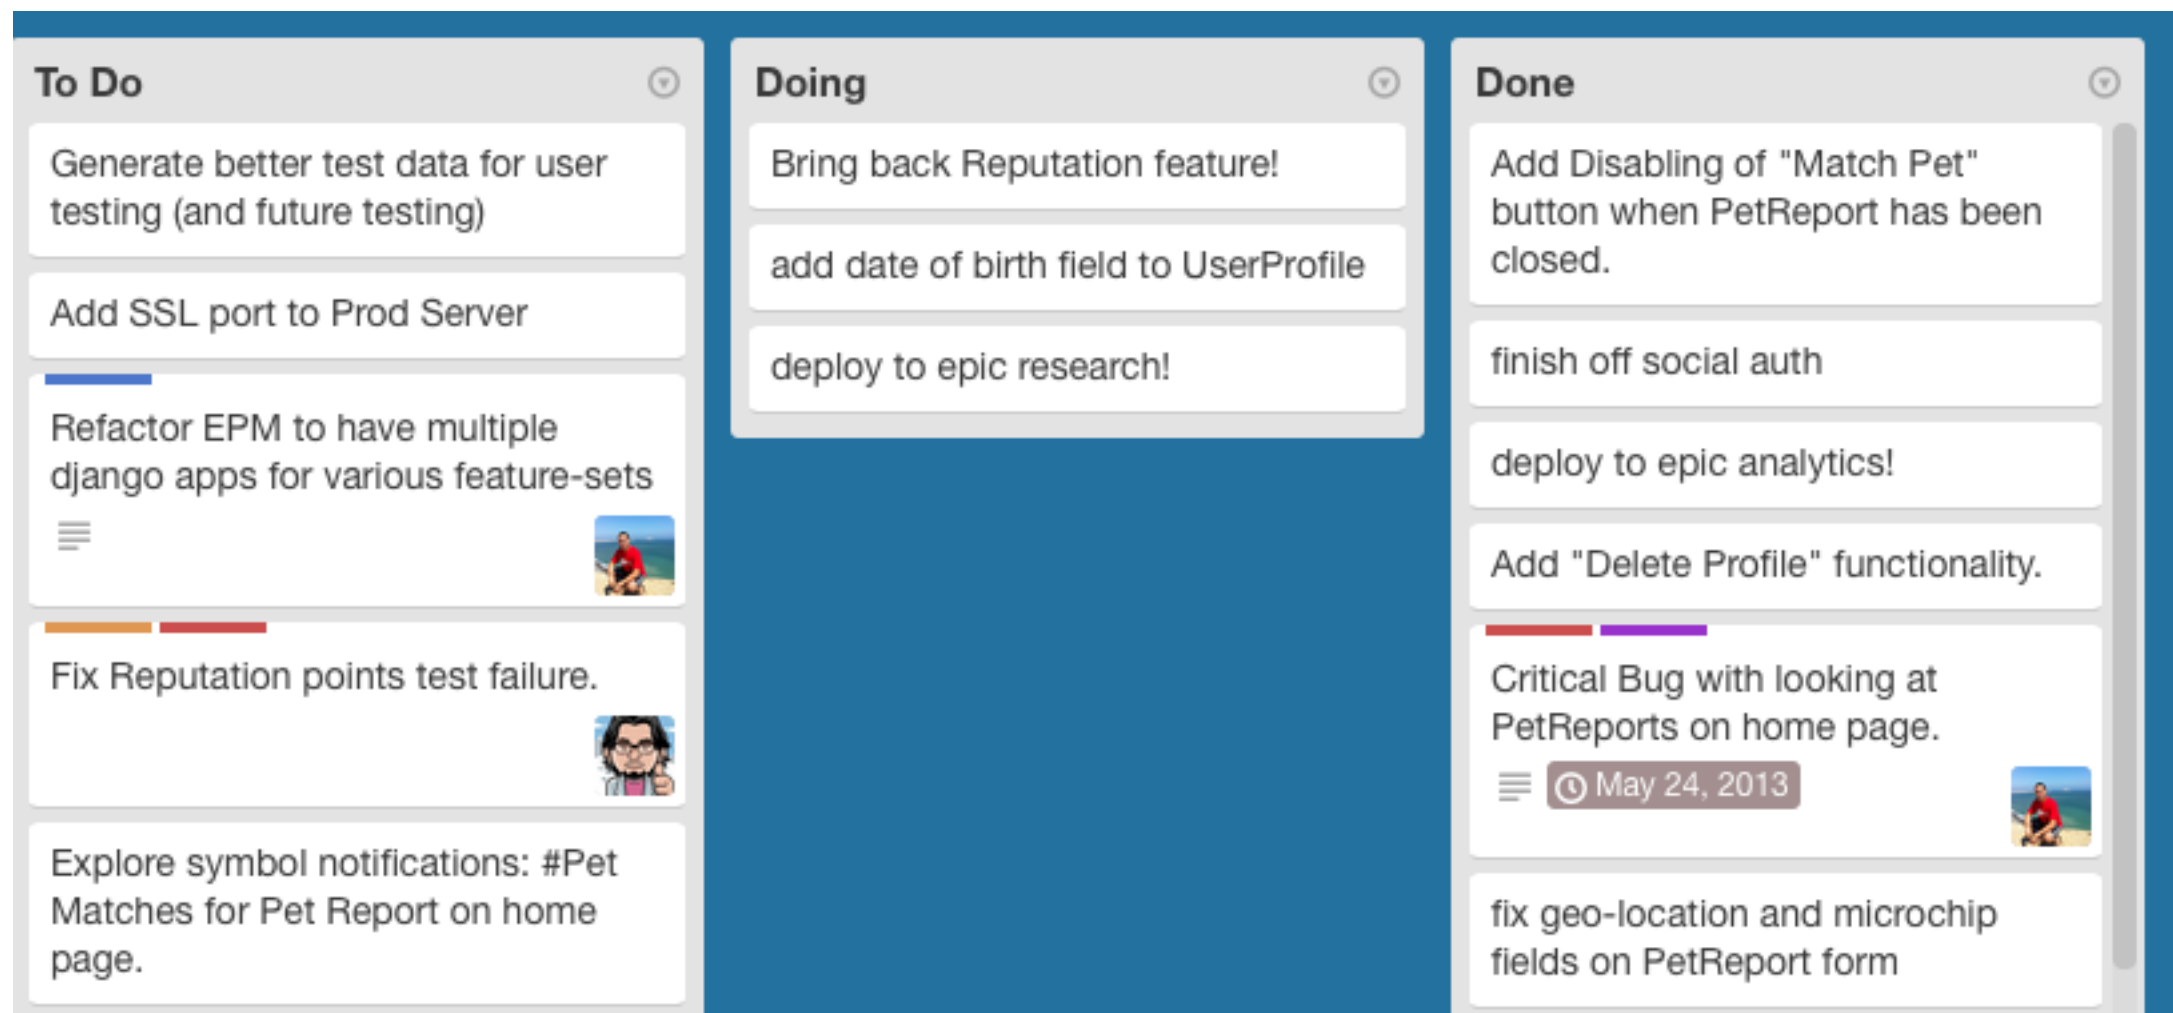 To Do
Generate better test data for user
testing (and future testing)
Add SSL port to Prod Server
Refactor EPM to have multiple
django apps for various feature-sets
Fix Reputation points test failure.
Explore symbol notifications: #Pet
Matches for Pet Report on home
page.
Doing
Bring back Reputation feature!
add date of birth field to UserProfile
deploy to epic research!
Done
Add Disabling of "Match Pet"
button when PetReport has been
closed.
finish off social auth
deploy to epic analytics!
Add "Delete Profile" functionality.
Critical Bug with looking at
PetReports on home page.
May 24, 2013
fix geo-location and microchip
fields on PetReport form